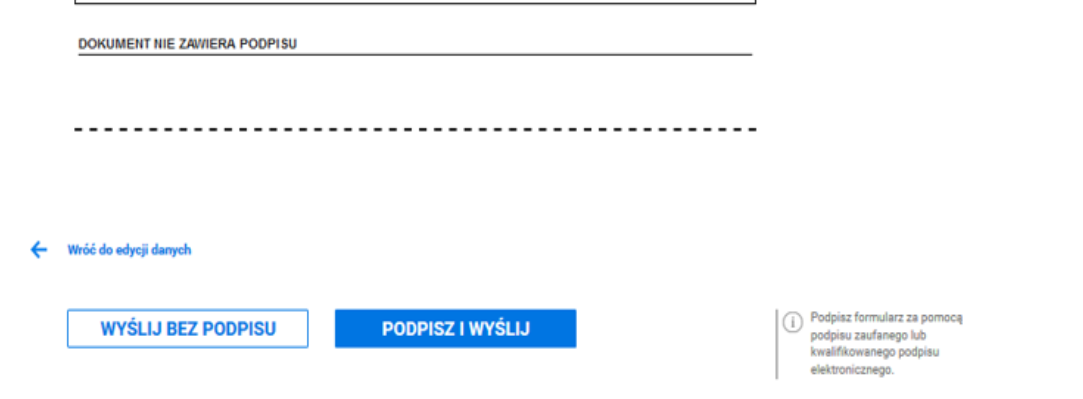 DOKUMENT NIE ZAWIERA PODPISU
Wróć do edycji danych
WYŚLIJ BEZ PODPISU
PODPISZ I WYŚLIJ
Podpisz formularz za pomocą
podpisu zaufanego lub
kwalifikowanego podpisu
elektronicznego.